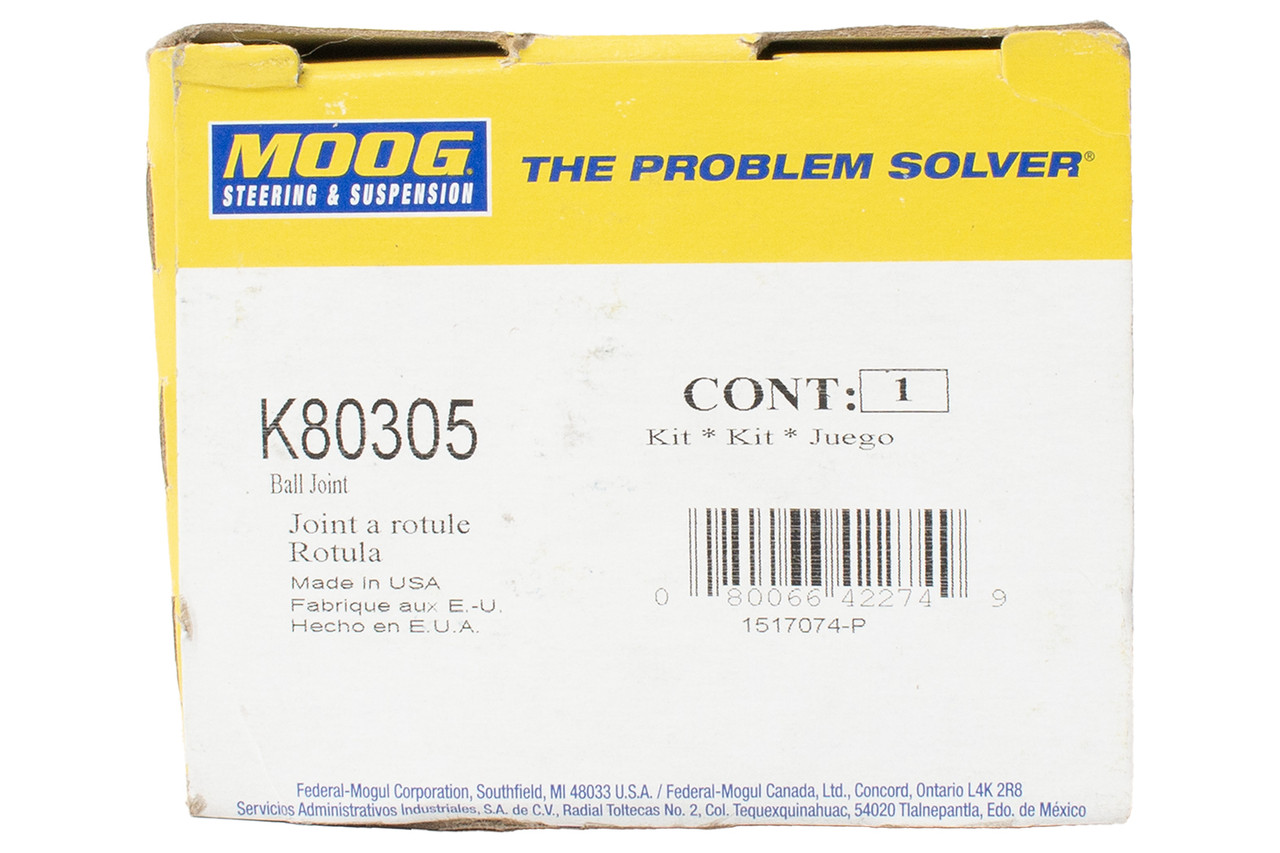 MOOG®
STEERING & SUSPENSION
THE PROBLEM SOLVER®
K80305
Ball Joint
Joint a rotule
Rotula
Made in USA
Fabrique aux E.-U.
Hecho en E.U.A.
CONT: 1
Kit * Kit * Juego
0 80066 42274 9
1517074-P
Federal-Mogul Corporation, Southfield, MI 48033 U.S.A. / Federal-Mogul Canada, Ltd., Concord, Ontario L4K 2R8
Servicios Administrativos Industriales, S.A. de C.V., Radial Toltecas No. 2, Col. Tequexquinahuac, 54020 Tlalnepantla, Edo. de México